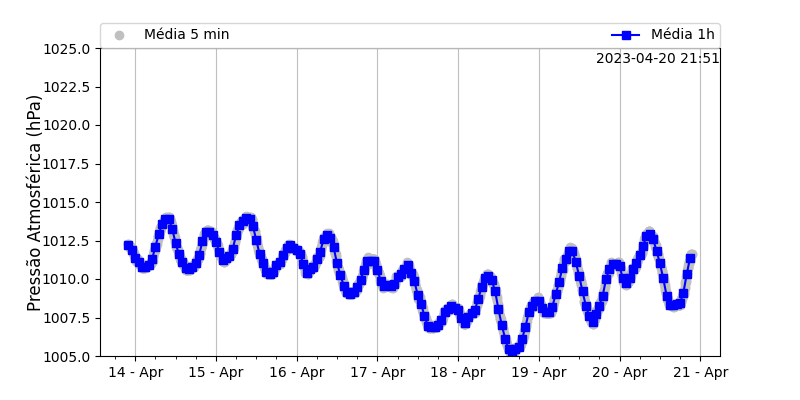 Média 5 min
Média 1h
2023-04-20 21:51
Pressão Atmosférica (hPa)
1025.0
1022.5
1020.0
1017.5
1015.0
1012.5
1010.0
1007.5
1005.0
14 - Apr
15 - Apr
16 - Apr
17 - Apr
18 - Apr
19 - Apr
20 - Apr
21 - Apr